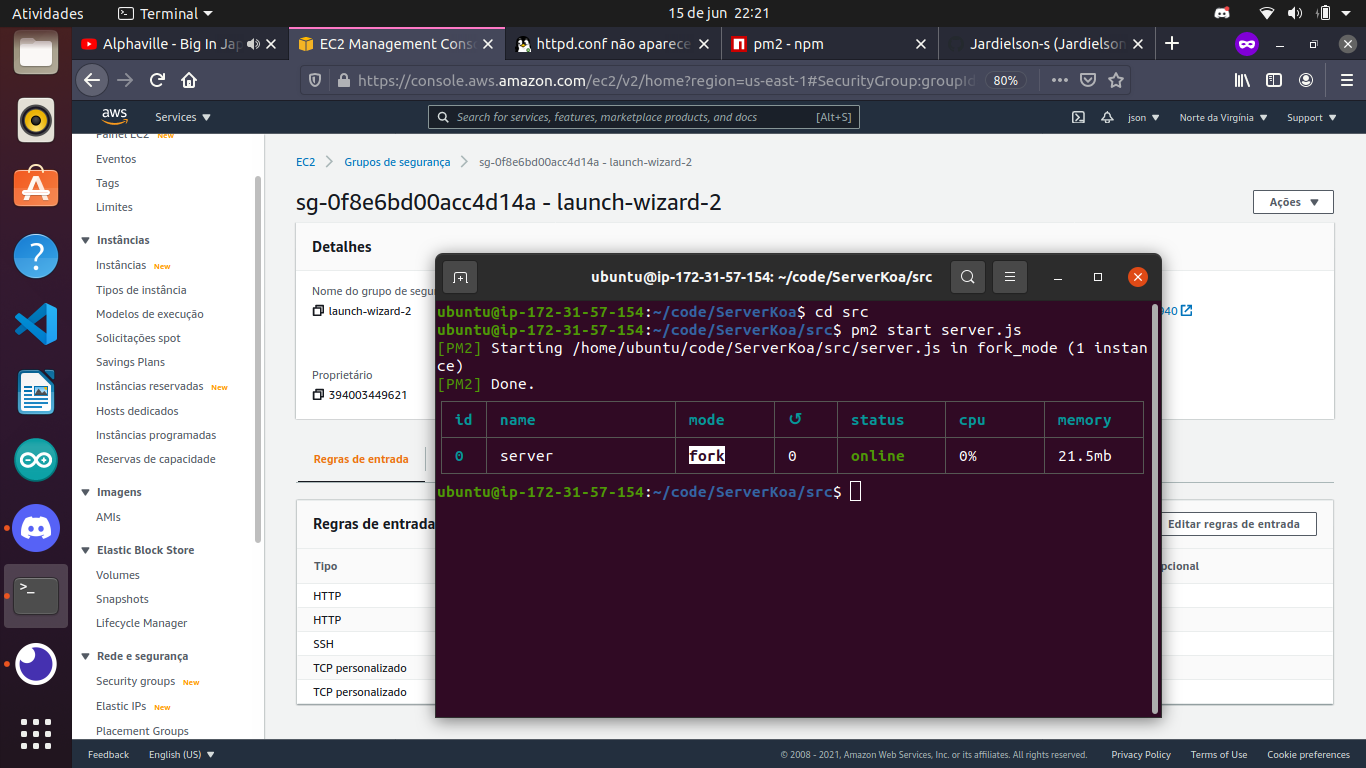 Atividades
Terminal
15 de jun 22:21
Alphaville - Big In Jap
EC2 Management Cons
httpd.conf não aparece
pm2 - npm
Jardielson-s (Jardielson
https://console.aws.amazon.com/ec2/v2/home?region=us-east-1#SecurityGroup:groupId
80%
aws
Services
Search for services, features, marketplace products, and docs
[Alt+S]
json
Norte da Virgínia
Support
Painel EC2 New
Eventos
Tags
Limites
Instâncias
Instâncias New
Tipos de instância
Modelos de execução
Solicitações spot
Savings Plans
Instâncias reservadas New
Hosts dedicados
Instâncias programadas
Reservas de capacidade
Imagens
AMIs
Elastic Block Store
Volumes
Snapshots
Lifecycle Manager
Rede e segurança
Security groups New
Elastic IPs New
Placement Groups
EC2
Grupos de segurança
sg-0f8e6bd00acc4d14a - launch-wizard-2
sg-0f8e6bd00acc4d14a - launch-wizard-2
Ações
Detalhes
Nome do grupo de segu
launch-wizard-2
040
Proprietário
394003449621
Regras de entrada
Regras de entrada
Editar regras de entrada
Tipo
pcional
HTTP
HTTP
SSH
TCP personalizado
TCP personalizado
ubuntu@ip-172-31-57-154: ~/code/ServerKoa/src
ubuntu@ip-172-31-57-154:~/code/ServerKoa$ cd src
ubuntu@ip-172-31-57-154:~/code/ServerKoa/src$ pm2 start server.js
[PM2] Starting /home/ubuntu/code/ServerKoa/src/server.js in fork_mode (1 instan
ce)
[PM2] Done.
id name mode ↺ status cpu memory
0 server fork 0 online 0% 21.5mb
ubuntu@ip-172-31-57-154:~/code/ServerKoa/src$
Feedback
English (US)
© 2008 - 2021, Amazon Web Services, Inc. or its affiliates. All rights reserved.
Privacy Policy
Terms of Use
Cookie preferences